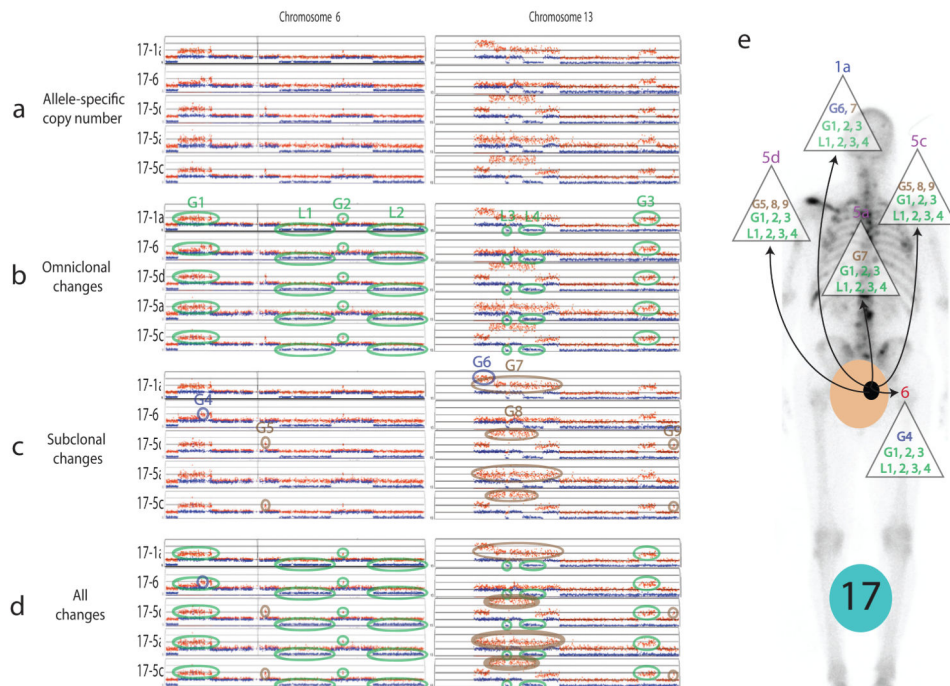 Chromosome 6
Chromosome 13
a
Allele-specific
copy number
17-1a
17-6
17-5d
17-5a
17-5c
b
Omniclonal
changes
G1
L1
G2
L2
L3
L4
G3
17-1a
17-6
17-5d
17-5a
17-5c
c
Subclonal
changes
G6
G7
17-1a
G4
17-6
G8
G5
17-5d
G9
17-5a
17-5c
d
All
changes
17-1a
17-6
17-5d
17-5a
17-5c
e
1a
G6, 7
G1, 2, 3
L1, 2, 3, 4
5d
G5, 8, 9
G1, 2, 3
L1, 2, 3, 4
5c
G5, 8, 9
G1, 2, 3
L1, 2, 3, 4
5a
G7
G1, 2, 3
L1, 2, 3, 4
6
G4
G1, 2, 3
L1, 2, 3, 4
17